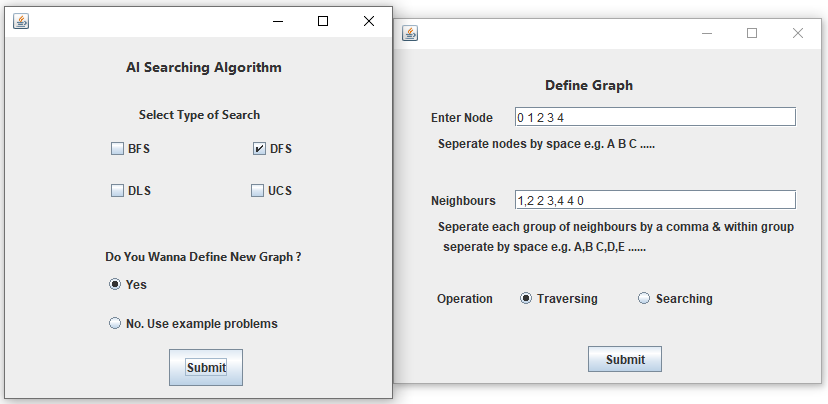 AI Searching Algorithm
Select Type of Search
BFS
DFS
DLS
UCS
Do You Wanna Define New Graph ?
Yes
No. Use example problems
Submit
Define Graph
Enter Node
0 1 2 3 4
Seperate nodes by space e.g. A B C .....
Neighbours
1,2 2 3,4 4 0
Seperate each group of neighbours by a comma & within group
seperate by space e.g. A,B C,D,E ......
Operation
Traversing
Searching
Submit